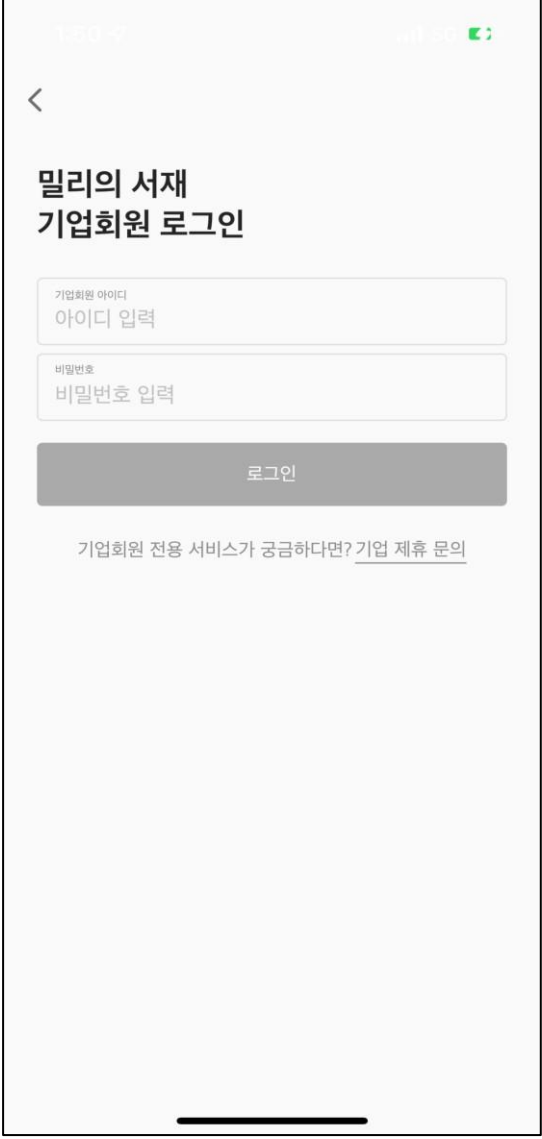 밀리의 서재
기업회원 로그인
기업회원 아이디
아이디 입력
비밀번호
비밀번호 입력
로그인
기업회원 전용 서비스가 궁금하다면? 기업 제휴 문의